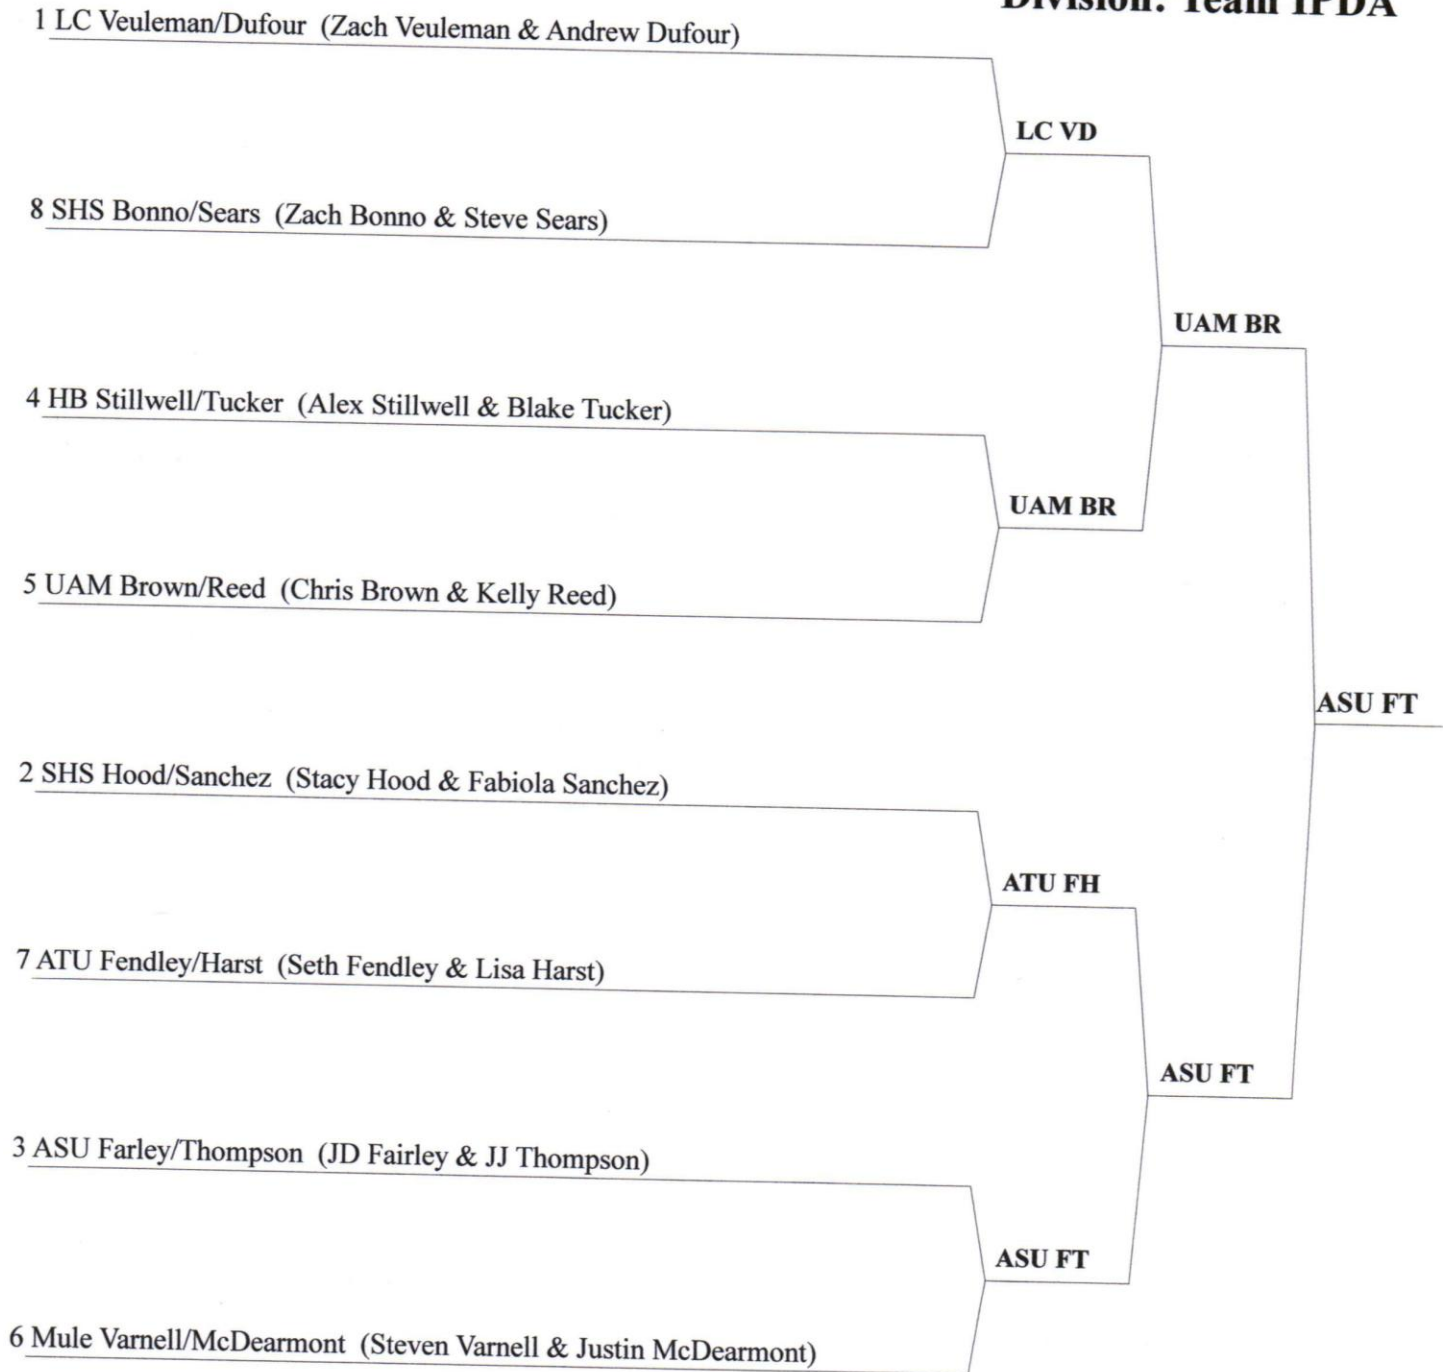 Division: Team IPDA
1 LC Veuleman/Dufour (Zach Veuleman & Andrew Dufour)
LC VD
8 SHS Bonno/Sears (Zach Bonno & Steve Sears)
UAM BR
4 HB Stillwell/Tucker (Alex Stillwell & Blake Tucker)
UAM BR
5 UAM Brown/Reed (Chris Brown & Kelly Reed)
ASU FT
2 SHS Hood/Sanchez (Stacy Hood & Fabiola Sanchez)
ATU FH
7 ATU Fendley/Harst (Seth Fendley & Lisa Harst)
ASU FT
3 ASU Farley/Thompson (JD Fairley & JJ Thompson)
ASU FT
6 Mule Varnell/McDearmont (Steven Varnell & Justin McDearmont)